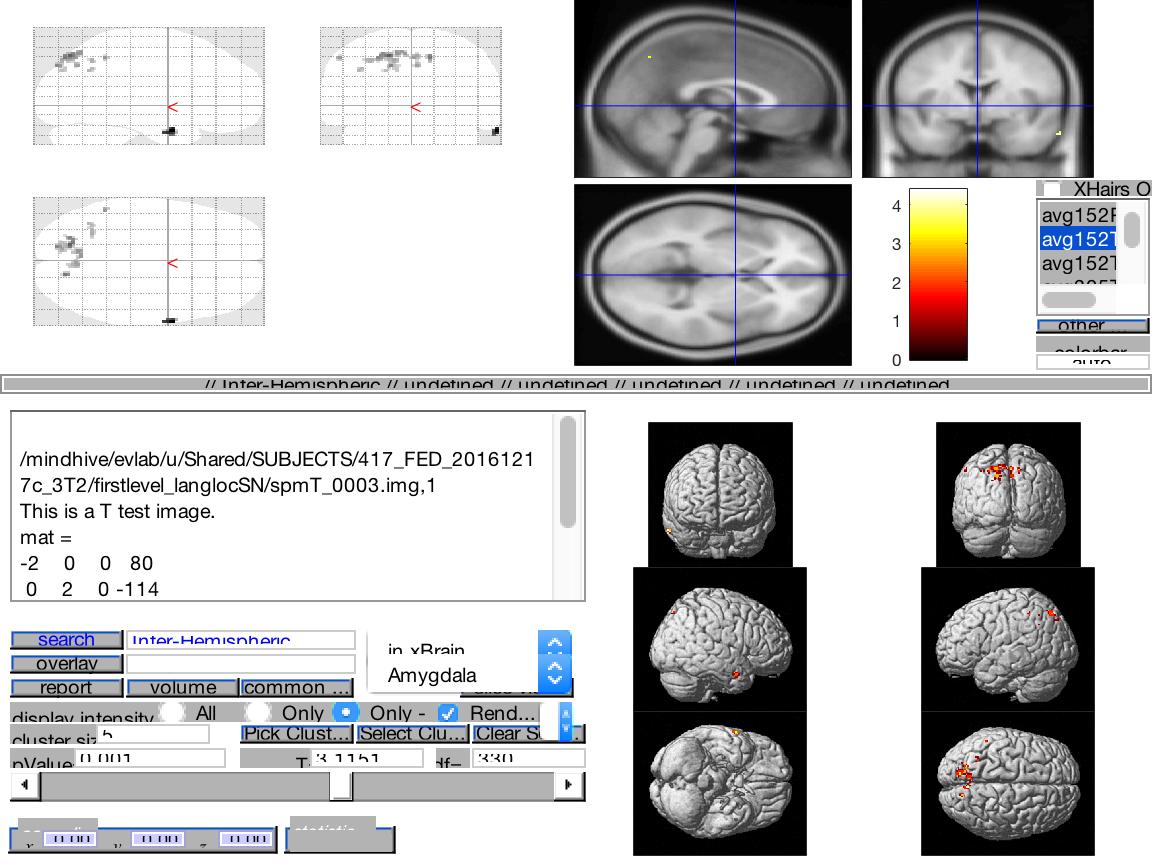 4
3
2
1
0
XHairs O
avg152
avg152T
avg152T
other ...
colorbar
auto
// Inter-Hemispheric // undefined // undefined // undefined // undefined // undefined
/mindhive/evlab/u/Shared/SUBJECTS/417_FED_2016121
7c_3T2/firstlevel_langlocSN/spmT_0003.img,1
This is a T test image.
mat =
-2 0 0 80
0 2 0 -114
search Inter-Hemispheric in xBrain
overlay Amygdala
report volume common ...
display intensity All Only + Only - Rend...
cluster siz 5 Pick Clust... Select Clu... Clear S...
pValue 0.001 T 3.1151 df= 330
x 0.00 y 0.00 z 0.00 statistic